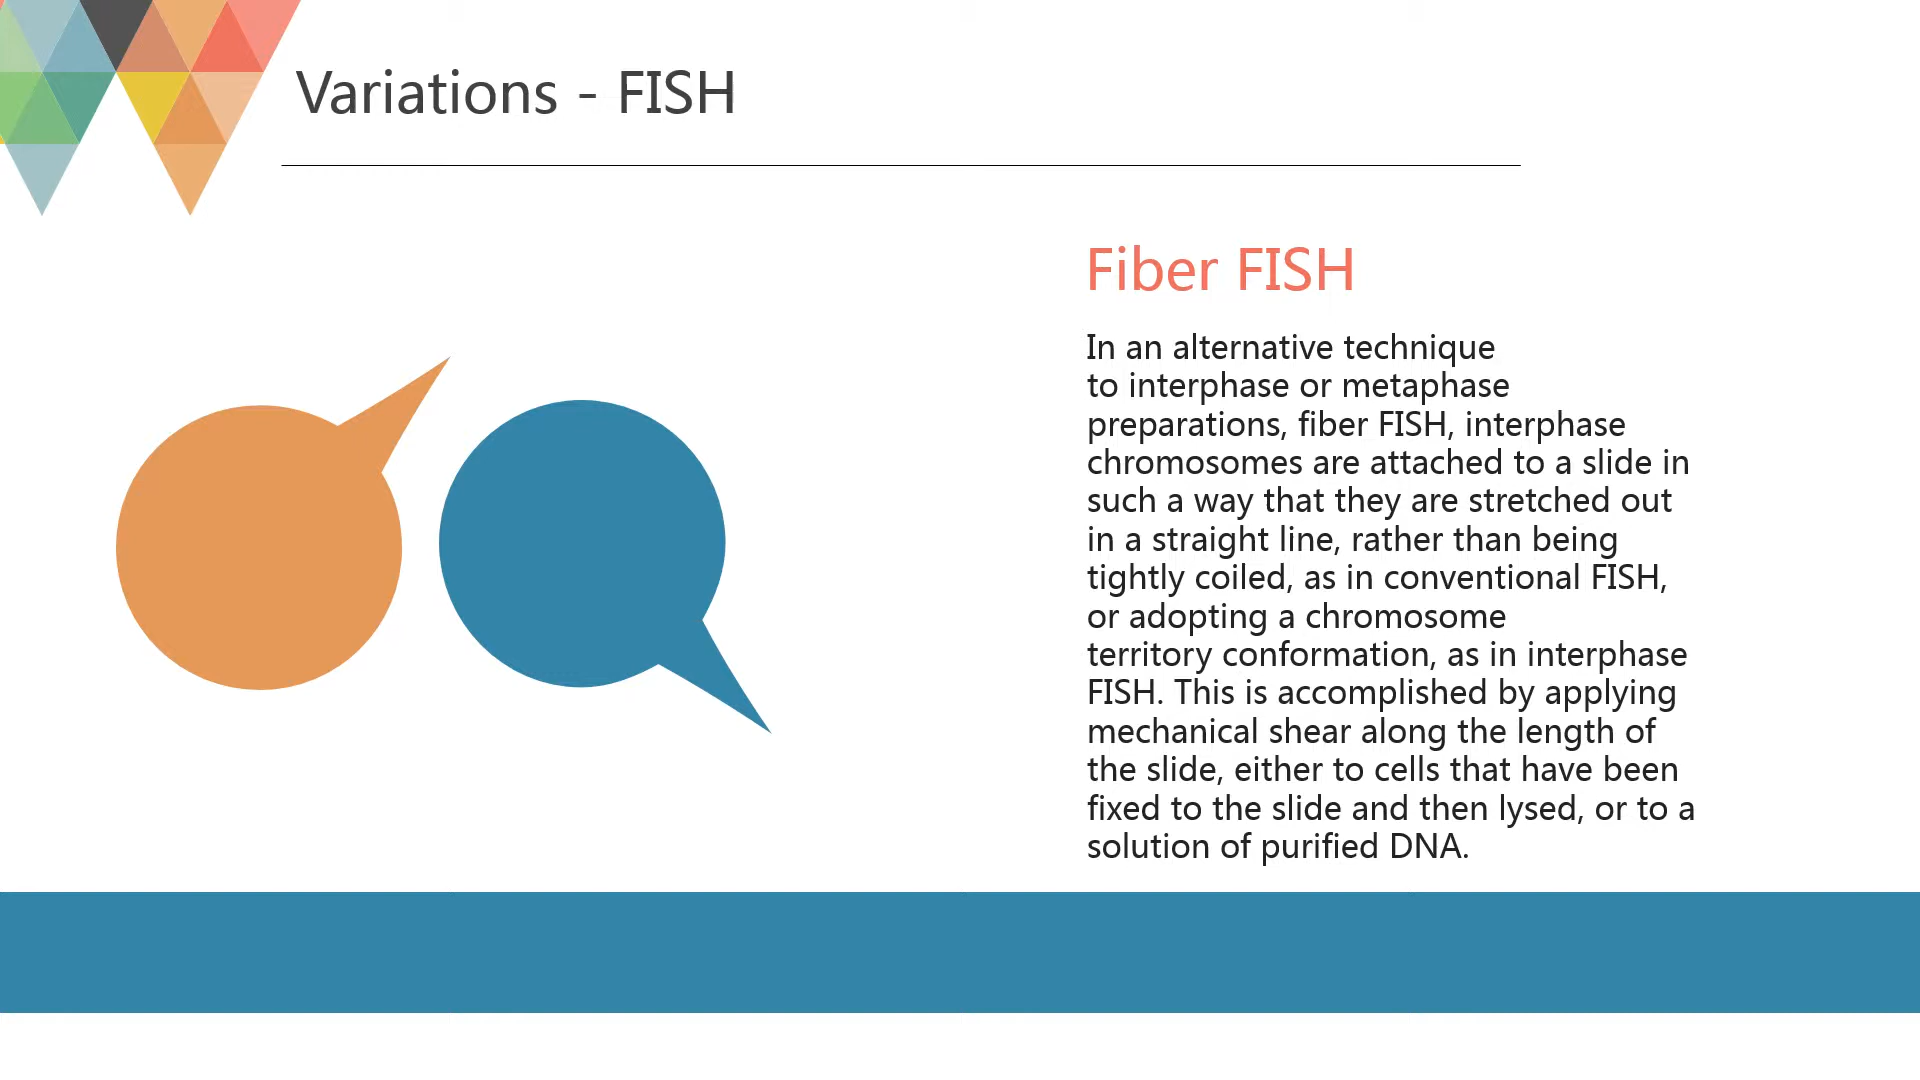 Variations - FISH
Fiber FISH
In an alternative technique
to interphase or metaphase
preparations, fiber FISH, interphase
chromosomes are attached to a slide in
such a way that they are stretched out
in a straight line, rather than being
tightly coiled, as in conventional FISH,
or adopting a chromosome
territory conformation, as in interphase
FISH. This is accomplished by applying
mechanical shear along the length of
the slide, either to cells that have been
fixed to the slide and then lysed, or to a
solution of purified DNA.